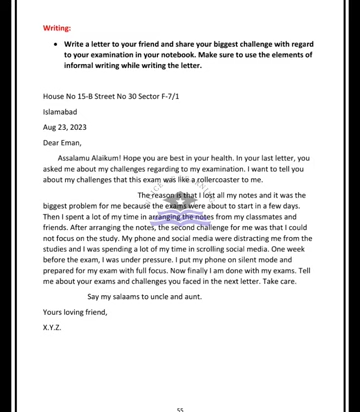 Writing:
• Write a letter to your friend and share your biggest challenge with regard
to your examination in your notebook. Make sure to use the elements of
informal writing while writing the letter.
House No 15-B Street No 30 Sector F-7/1
Islamabad
Aug 23, 2023
Dear Eman,
Assalamu Alaikum! Hope you are best in your health. In your last letter, you
asked me about my challenges regarding to my examination. I want to tell you
about my challenges that this exam was like a rollercoaster to me.
The reason is that I lost all my notes and it was the
biggest problem for me because the exams were about to start in a few days.
Then I spent a lot of my time in arranging the notes from my classmates and
friends. After arranging the notes, the second challenge for me was that I could
not focus on the study. My phone and social media were distracting me from the
studies and I was spending a lot of my time in scrolling social media. One week
before the exam, I was under pressure. I put my phone on silent mode and
prepared for my exam with full focus. Now finally I am done with my exams. Tell
me about your exams and challenges you faced in the next letter. Take care.
Say my salaams to uncle and aunt.
Yours loving friend,
X.Y.Z.
55